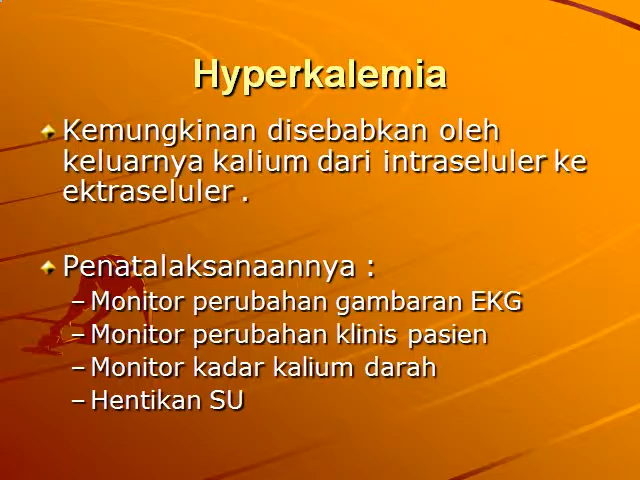 Hyperkalemia
Kemungkinan disebabkan oleh
keluarnya kalium dari intraseluler ke
ektraseluler .
Penatalaksanaannya :
– Monitor perubahan gambaran EKG
– Monitor perubahan klinis pasien
– Monitor kadar kalium darah
– Hentikan SU